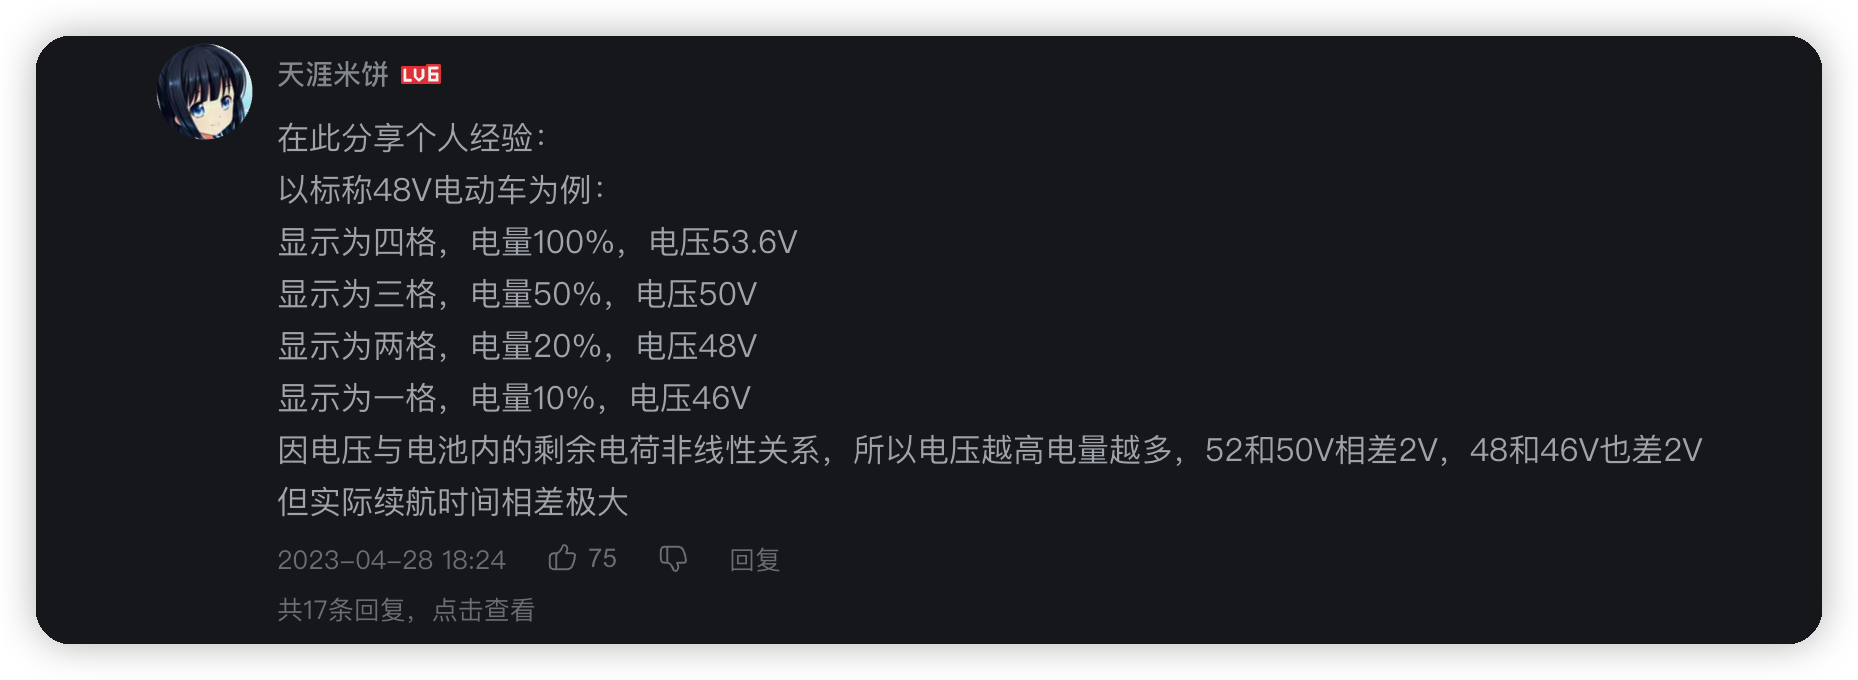 天涯米饼 LV6
在此分享个人经验：
以标称48V电动车为例：
显示为四格，电量100%，电压53.6V
显示为三格，电量50%，电压50V
显示为两格，电量20%，电压48V
显示为一格，电量10%，电压46V
因电压与电池内的剩余电荷非线性关系，所以电压越高电量越多，52和50V相差2V，48和46V也差2V
但实际续航时间相差极大
2023-04-28 18:24 75 回复
共17条回复，点击查看